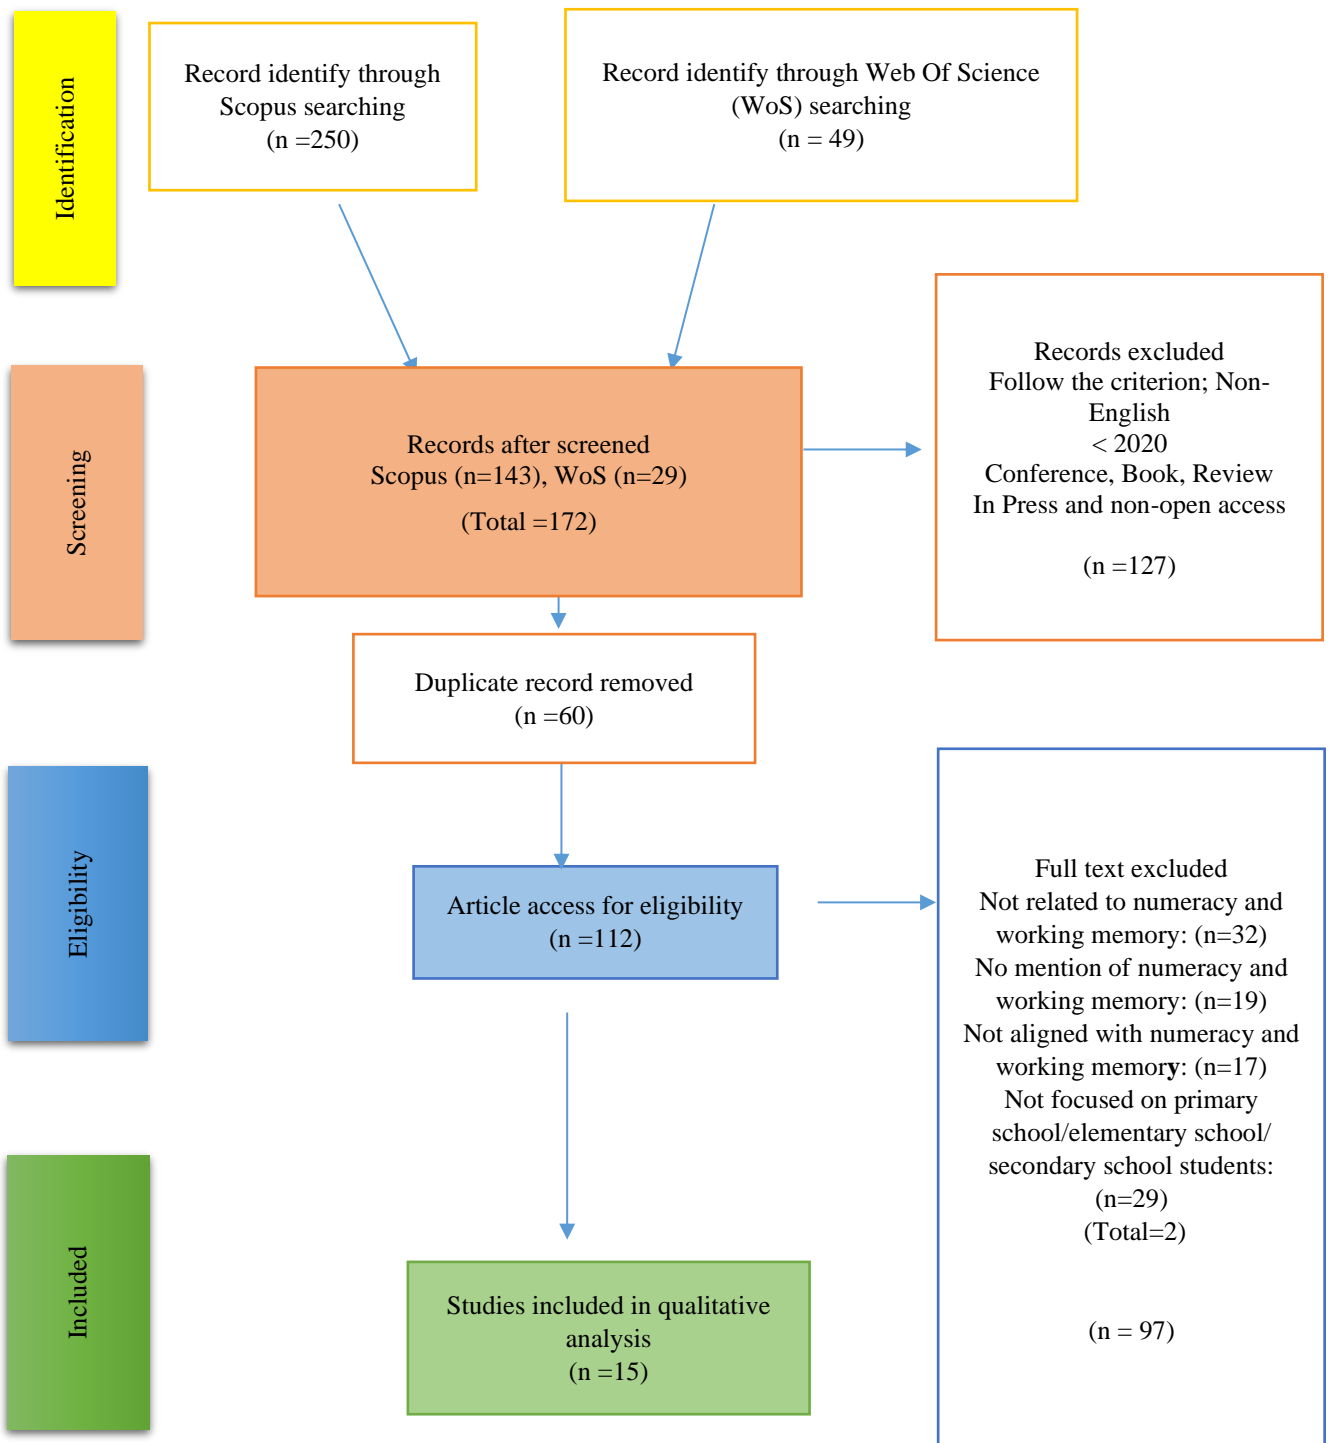 Identification
Record identify through
Scopus searching
(n =250)
Record identify through Web Of Science
(WoS) searching
(n = 49)
Screening
Records after screened
Scopus (n=143), WoS (n=29)
(Total =172)
Records excluded
Follow the criterion; Non-
English
< 2020
Conference, Book, Review
In Press and non-open access
(n =127)
Duplicate record removed
(n =60)
Eligibility
Article access for eligibility
(n =112)
Full text excluded
Not related to numeracy and
working memory: (n=32)
No mention of numeracy and
working memory: (n=19)
Not aligned with numeracy and
working memory: (n=17)
Not focused on primary
school/elementary school/
secondary school students:
(n=29)
(Total=2)
(n = 97)
Included
Studies included in qualitative
analysis
(n =15)